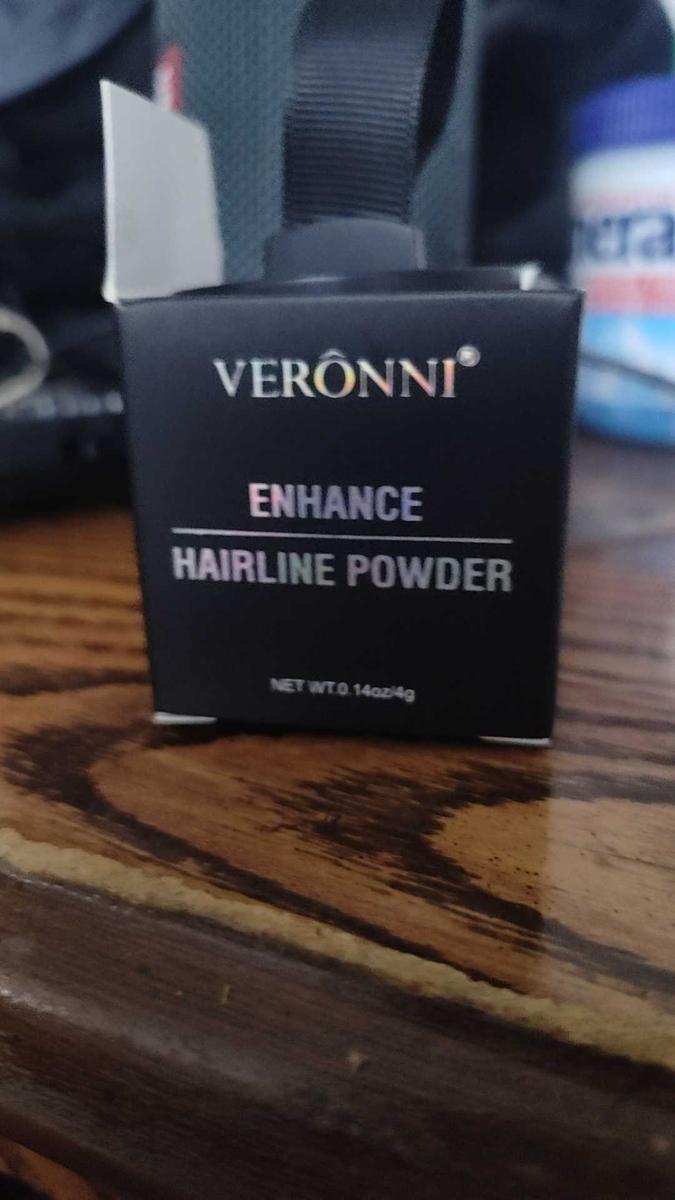 VERÔNNI®
ENHANCE
HAIRLINE POWDER
NET WT.0.14oz/4g